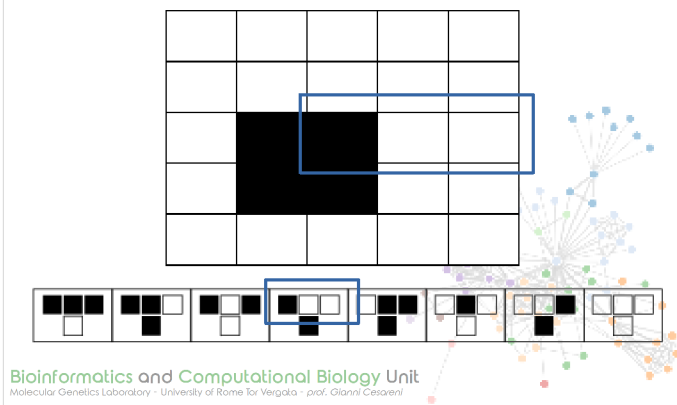 Bioinformatics and Computational Biology Unit
Molecular Genetics Laboratory - University of Rome Tor Vergata - prof. Gianni Cesareni